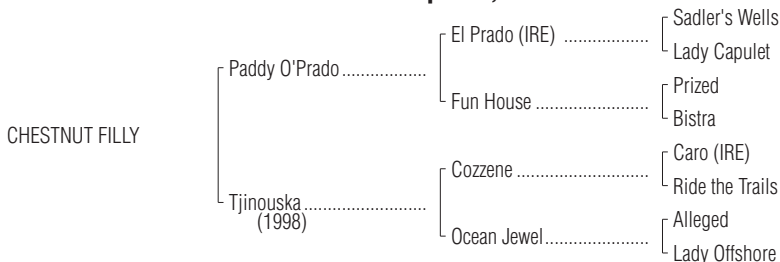 Sadler's Wells
El Prado (IRE) ....................
Lady Capulet
Paddy O'Prado ..................
Prized
Fun House ..........................
Bistra
CHESTNUT FILLY
Caro (IRE)
Cozzene ..............................
Ride the Trails
Tjinouska ..........................
(1998)
Alleged
Ocean Jewel ........................
Lady Offshore